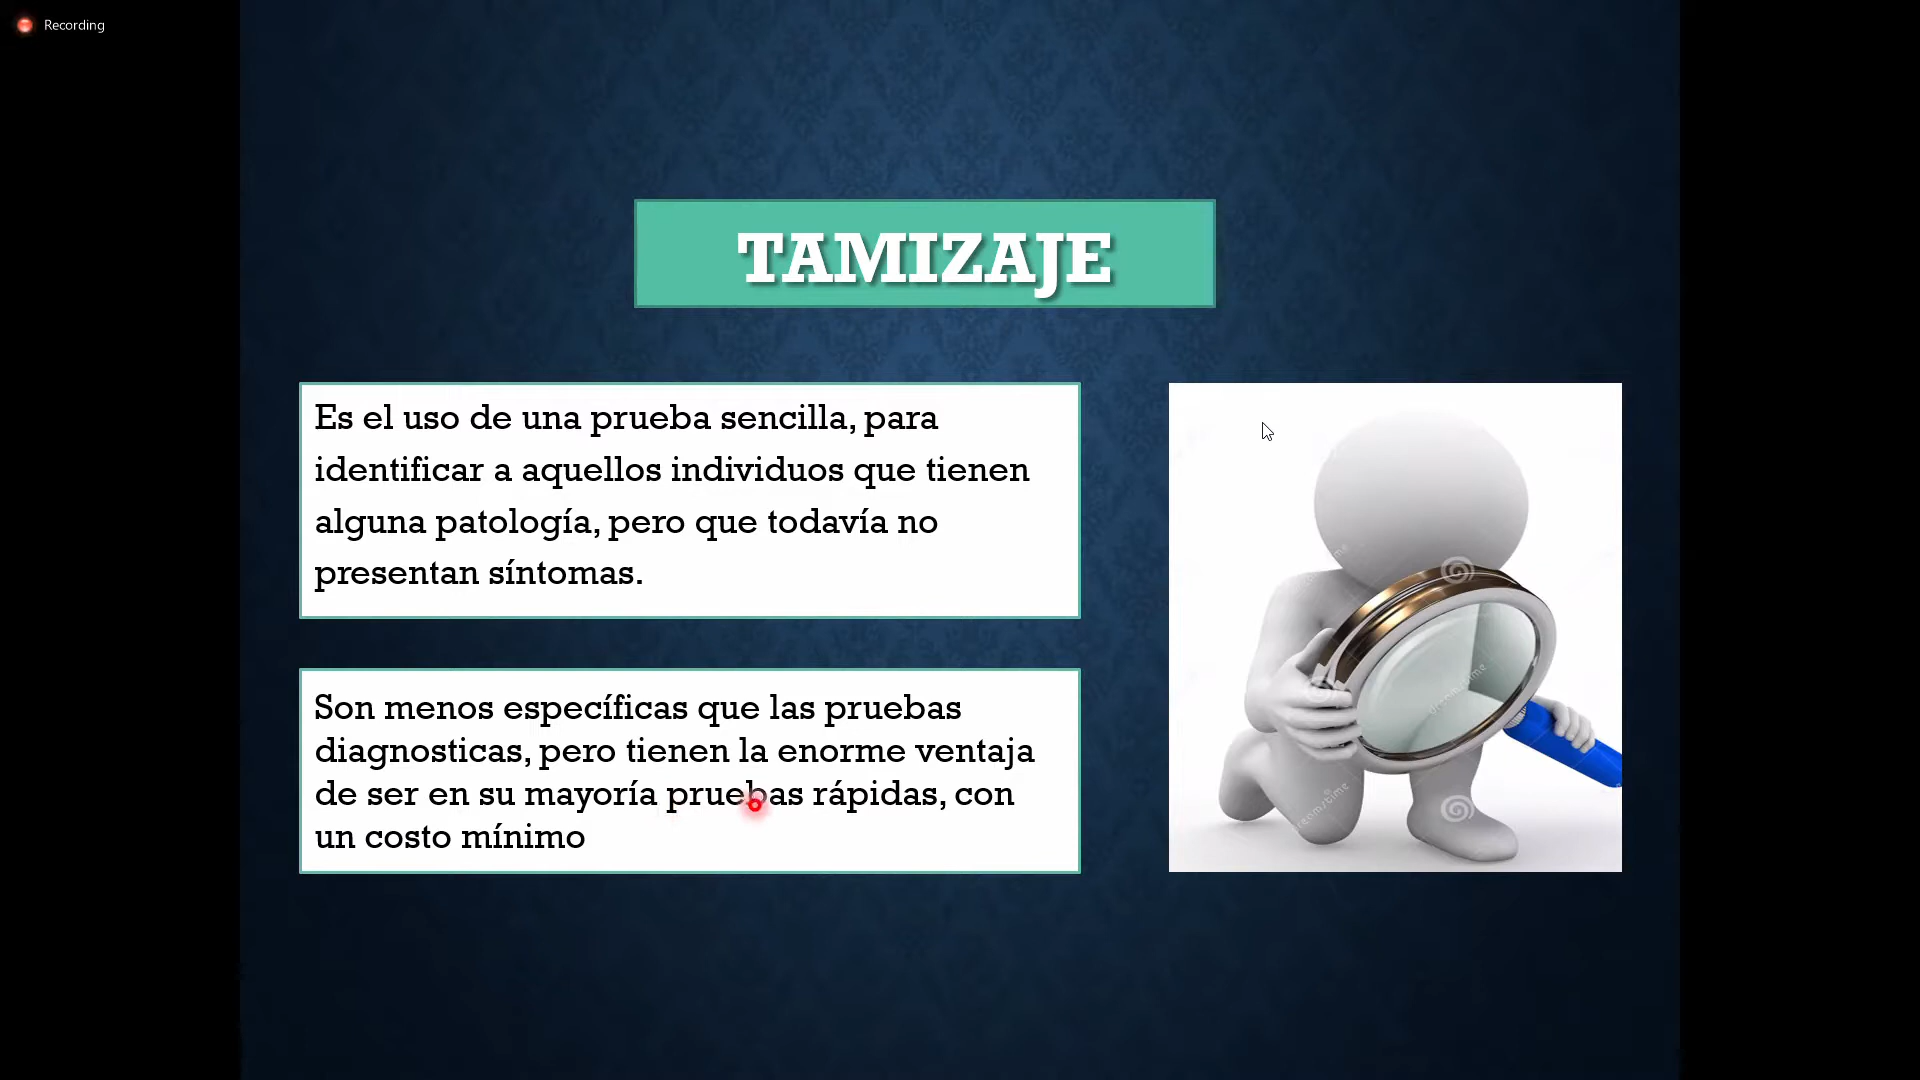 Recording
TAMIZAJE
Es el uso de una prueba sencilla, para
identificar a aquellos individuos que tienen
alguna patología, pero que todavía no
presentan síntomas.
Son menos específicas que las pruebas
diagnosticas, pero tienen la enorme ventaja
de ser en su mayoría pruebas rápidas, con
un costo mínimo
dreamstime
dreamstime